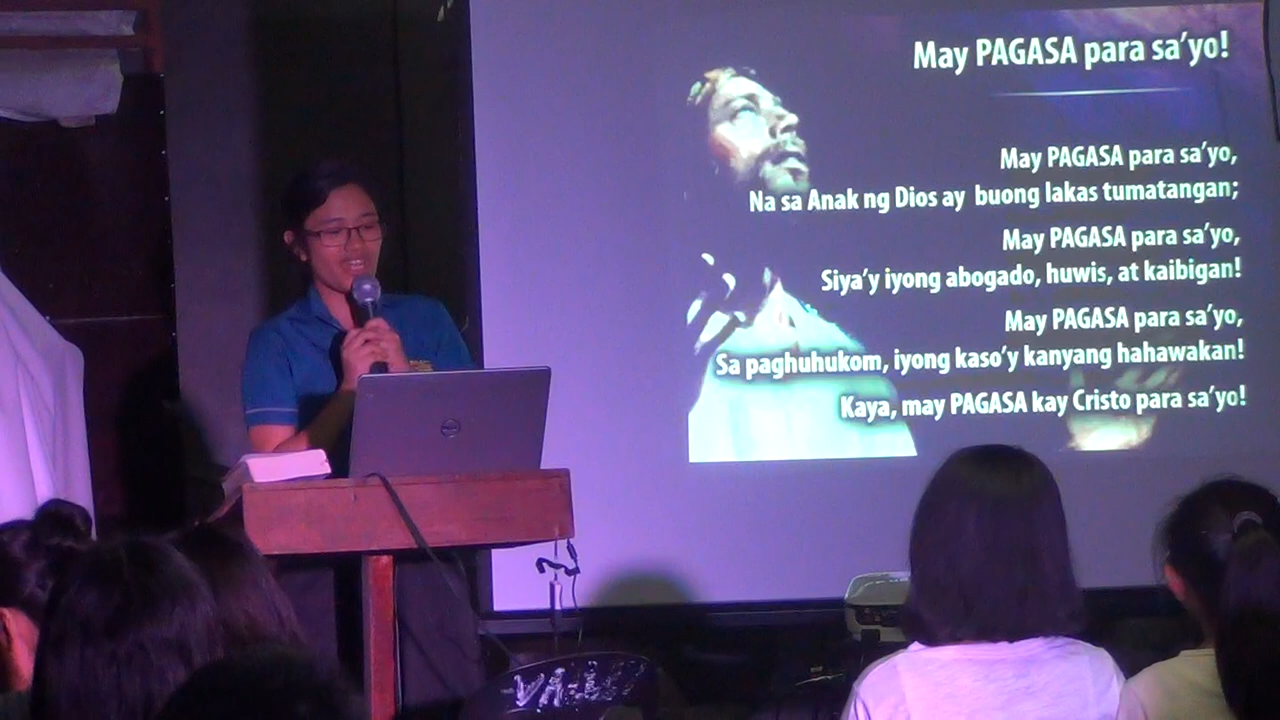 May PAGASA para sa'yo!
May PAGASA para sa'yo,
Na sa Anak ng Dios ay buong lakas tumatangan;
May PAGASA para sa'yo,
Siya'y iyong abogado, huwis, at kaibigan!
May PAGASA para sa'yo,
Sa paghuhukom, iyong kaso'y kanyang hahawakan!
Kaya, may PAGASA kay Cristo para sa'yo!
DELL